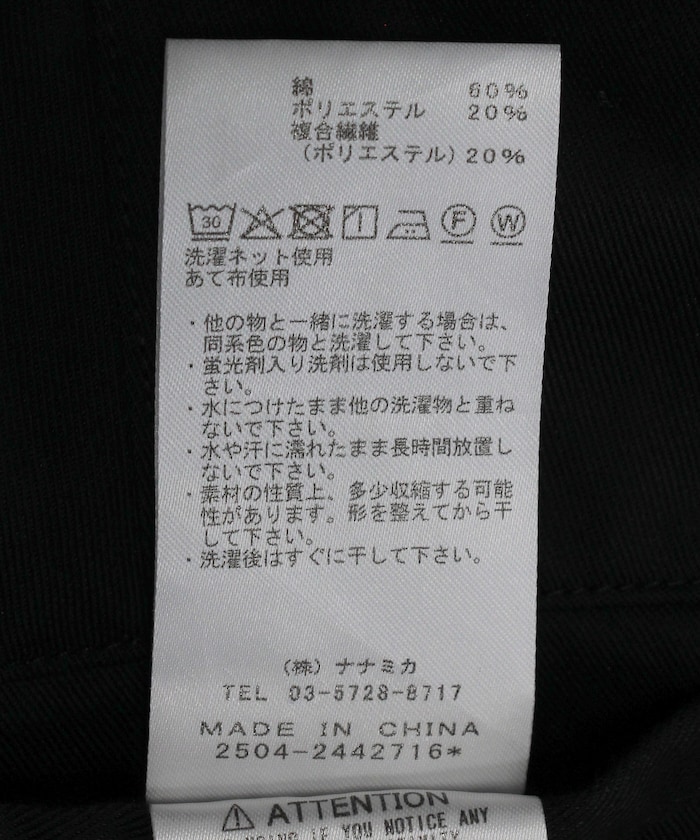 綿 60%
ポリエステル 20%
複合繊維
(ポリエステル) 20%
30
F
W
洗濯ネット使用
あて布使用
・他の物と一緒に洗濯する場合は、
同系色の物と洗濯して下さい。
・蛍光剤入り洗剤は使用しないで下
さい。
・水につけたまま他の洗濯物と重ね
ないで下さい。
・水や汗に濡れたまま長時間放置し
ないで下さい。
・素材の性質上、多少収縮する可能
性があります。形を整えてから干
して下さい。
・洗濯後はすぐに干して下さい。
(株) ナナミカ
TEL 03-5728-8717
MADE IN CHINA
2504-2442716*
ATTENTION
IF YOU NOTICE ANY